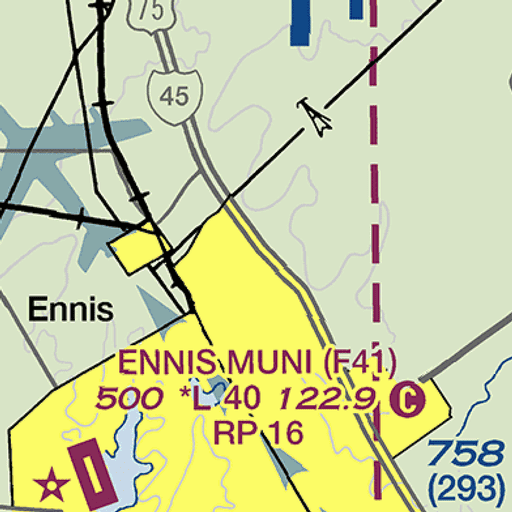 75
45
Ennis
ENNIS MUNI (F41)
500 *L 40 122.9 C
RP 16
758
(293)